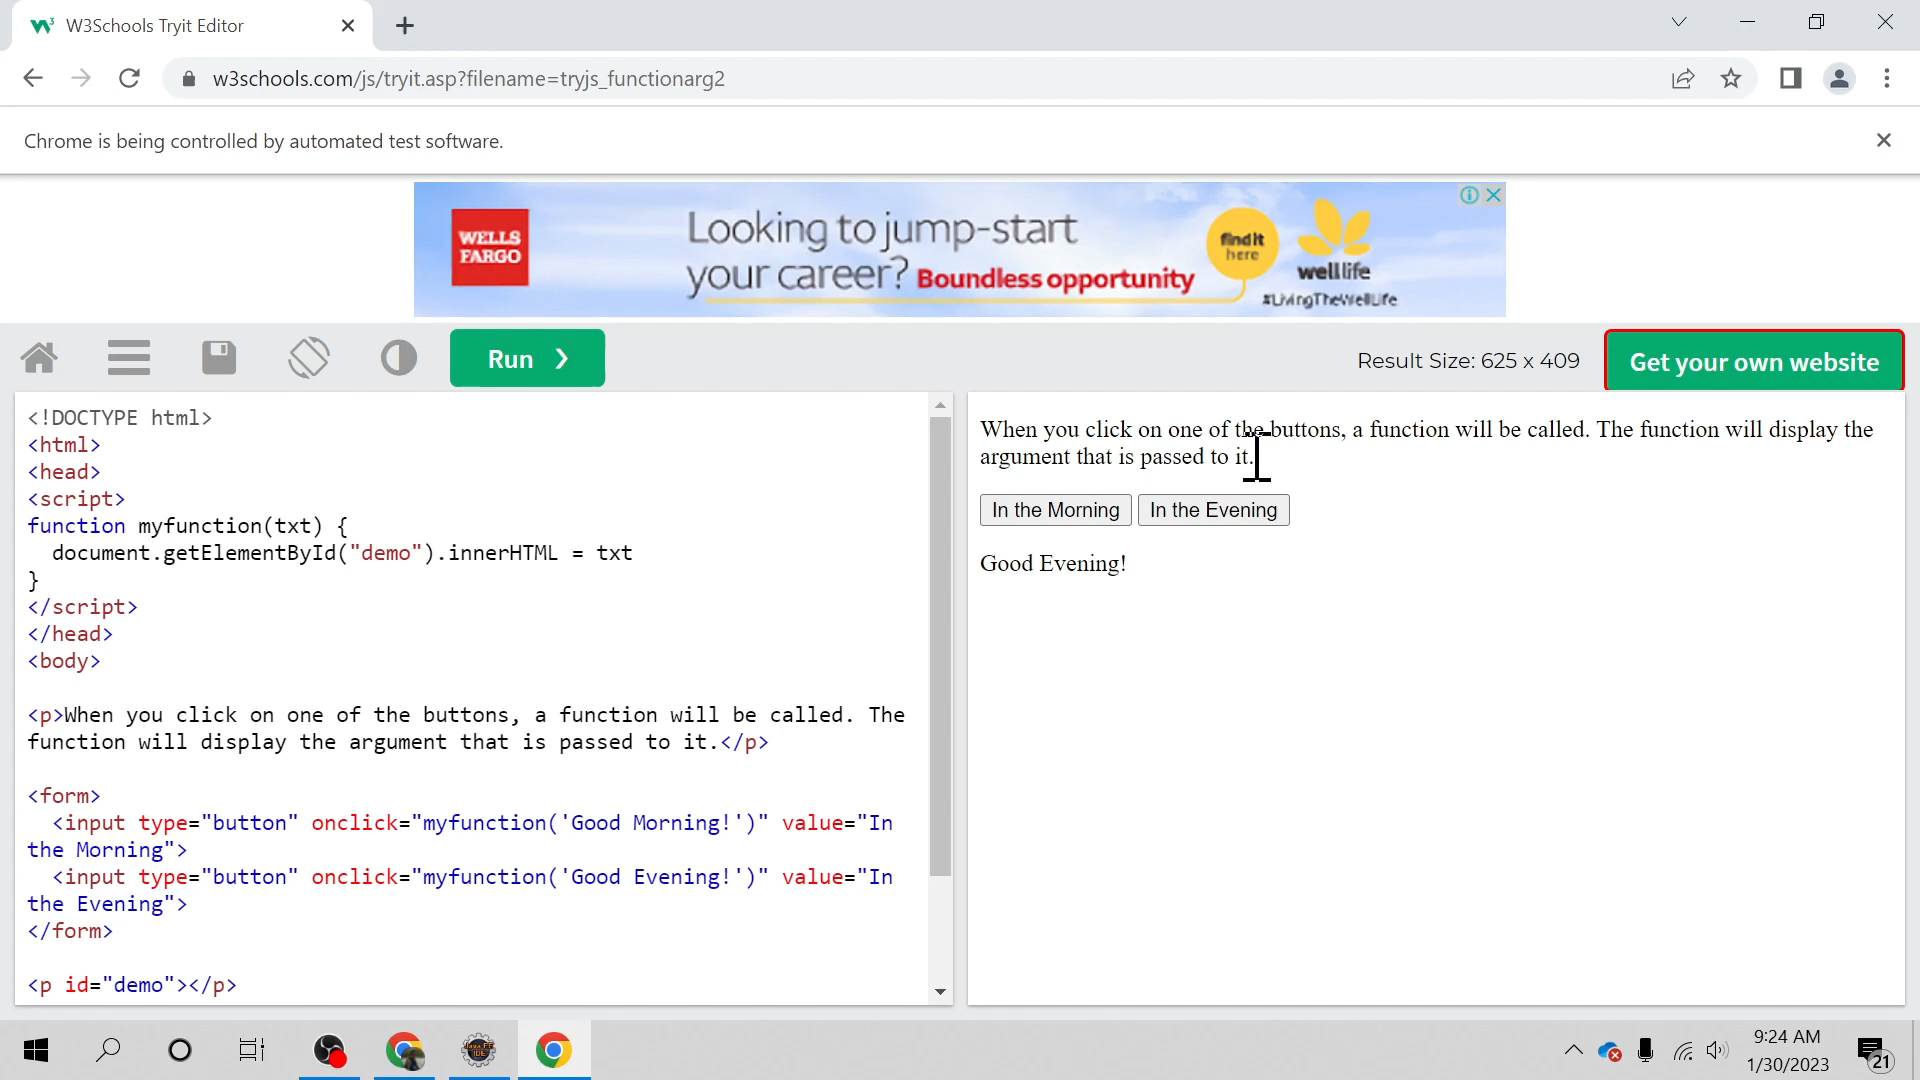 W3Schools Tryit Editor
w3schools.com/js/tryit.asp?filename=tryjs_functionarg2
Chrome is being controlled by automated test software.
WELLS
FARGO
Looking to jump-start
your career? Boundless opportunity
find it
here
welllife
#LivingTheWellLife
Run ❯
Result Size: 625 x 409
Get your own website
<!DOCTYPE html>
<html>
<head>
<script>
function myfunction(txt) {
  document.getElementById("demo").innerHTML = txt
}
</script>
</head>
<body>
<p>When you click on one of the buttons, a function will be called. The
function will display the argument that is passed to it.</p>
<form>
  <input type="button" onclick="myfunction('Good Morning!')" value="In
the Morning">
  <input type="button" onclick="myfunction('Good Evening!')" value="In
the Evening">
</form>
<p id="demo"></p>
When you click on one of the buttons, a function will be called. The function will display the
argument that is passed to it.
In the Morning In the Evening
Good Evening!
Java EE
IDE
9:24 AM
1/30/2023
21